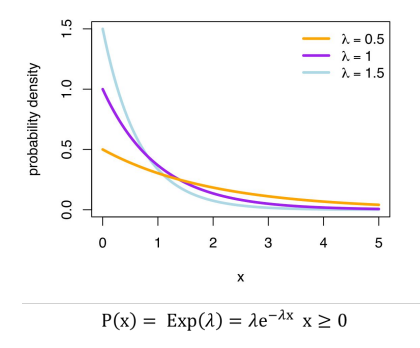 1.5
1.0
0.5
0.0
probability density
λ = 0.5
λ = 1
λ = 1.5
0 1 2 3 4 5
x
P(x) = Exp(λ) = λe^{−λx} x ≥ 0